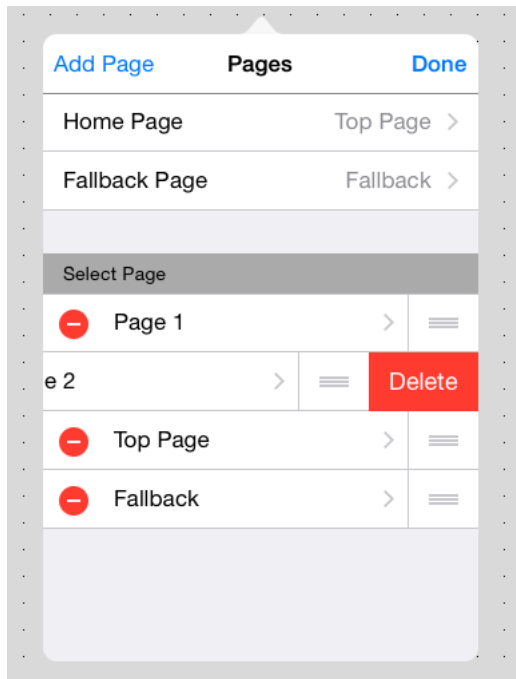 Add Page Pages Done
Home Page Top Page
Fallback Page Fallback
Select Page
Page 1
e 2 Delete
Top Page
Fallback